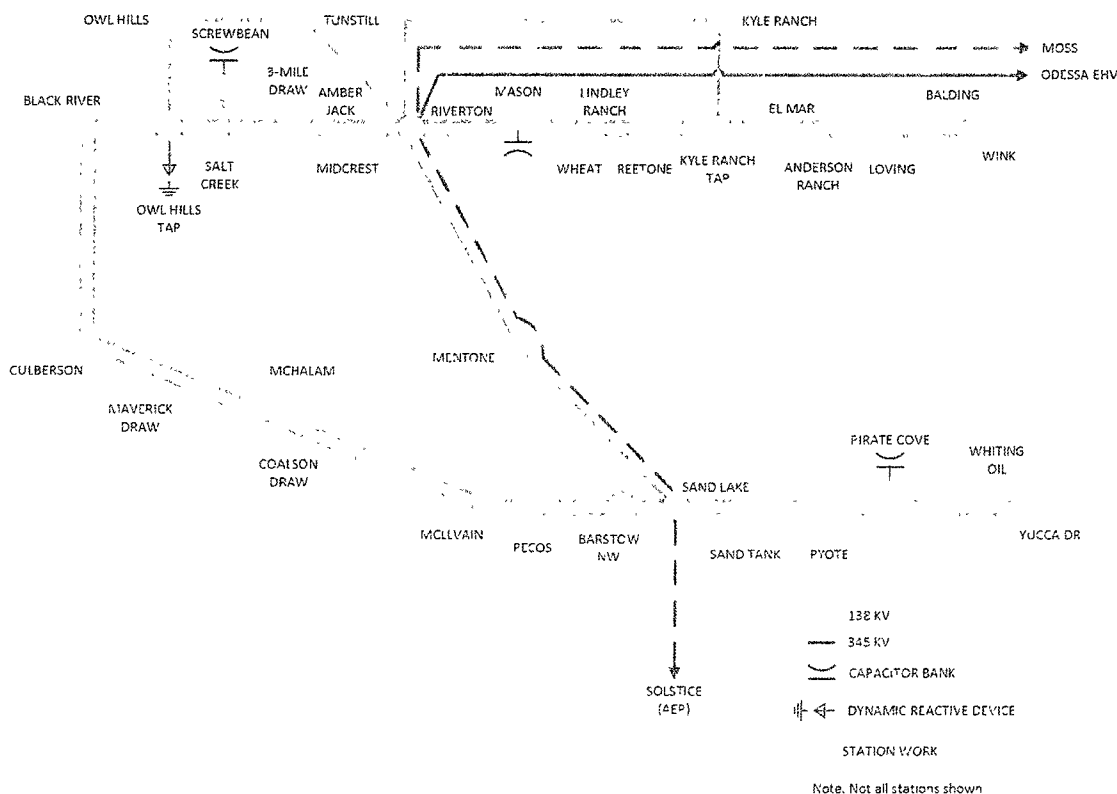 OWL HILLS
TUNSTILL
KYLE RANCH
SCREWBEAN
MOSS
3-MILE
DRAW
ODESSA EHV
AMBER
JACK
MASON
LINDLEY
RANCH
BALDING
BLACK RIVER
RIVERTON
EL MAR
SALT
CREEK
MIDCREST
WHEAT
REETONE
KYLE RANCH
TAP
ANDERSON
RANCH
LOVING
WINK
OWL HILLS
TAP
CULBERSON
MCHALAM
MENTONE
MAVERICK
DRAW
COALSON
DRAW
PIRATE COVE
WHITING
OIL
SAND LAKE
MCELVAIN
PECOS
BARSTOW
NW
SAND TANK
PYOTE
YUCCA DR
SOLSTICE
(AEP)
138 KV
345 KV
CAPACITOR BANK
DYNAMIC REACTIVE DEVICE
STATION WORK
Note. Not all stations shown